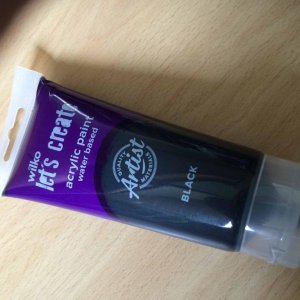 wilko
let's create
acrylic paint
water based
QUALITY
Artist
MATERIALS
BLACK